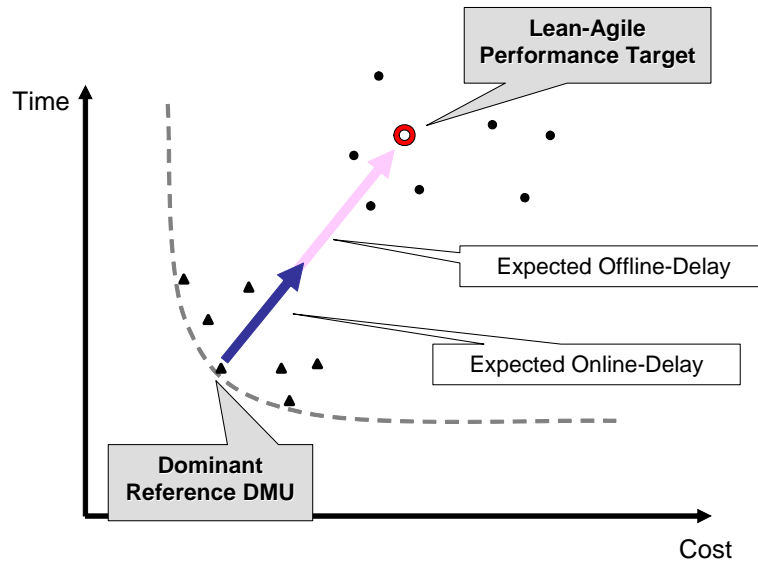 Lean-Agile
Performance Target
Time
Expected Offline-Delay
Expected Online-Delay
Dominant
Reference DMU
Cost